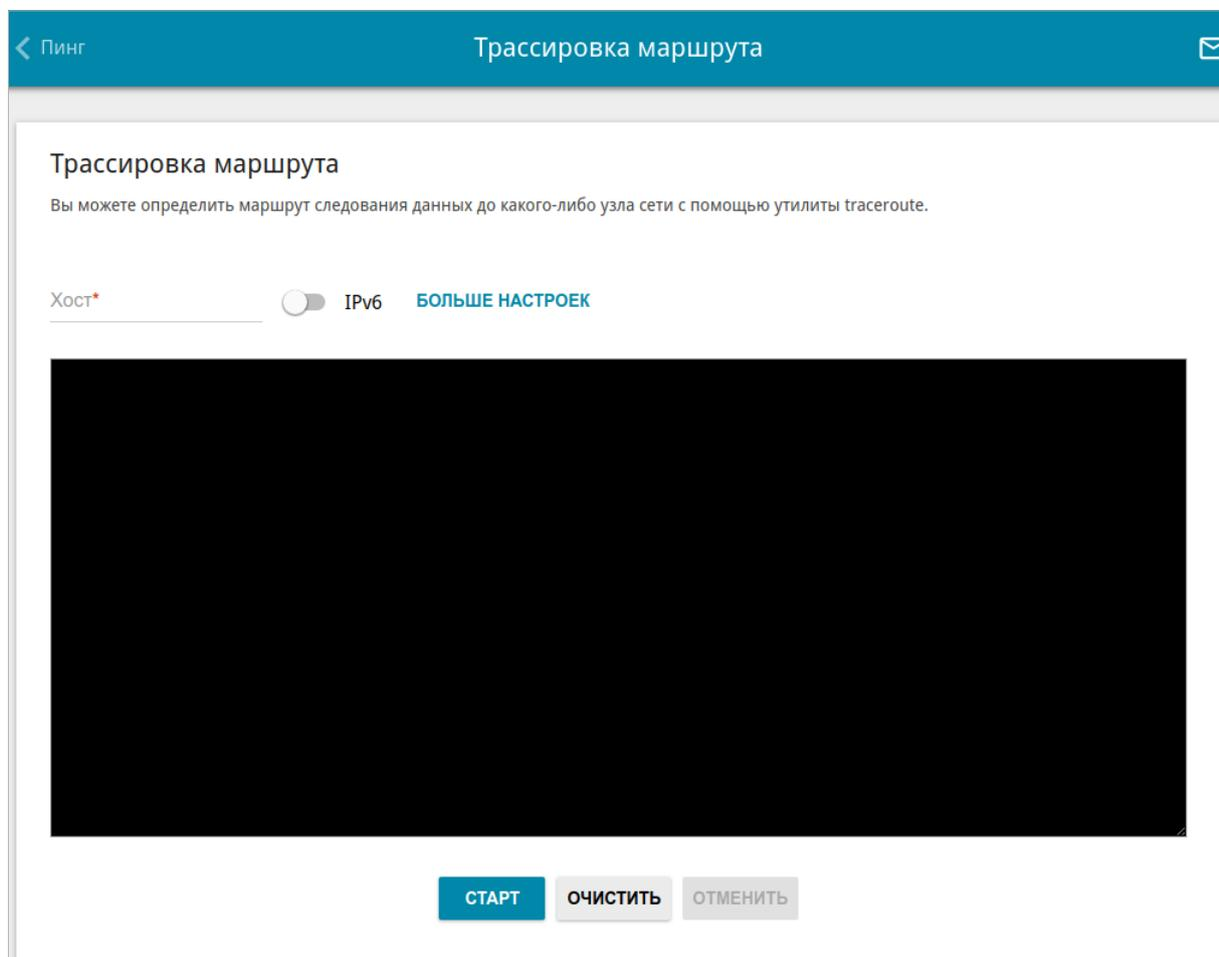 Пинг
Трассировка маршрута
Трассировка маршрута
Вы можете определить маршрут следования данных до какого-либо узла сети с помощью утилиты traceroute.
Хост* IPv6 БОЛЬШЕ НАСТРОЕК
СТАРТ ОЧИСТИТЬ ОТМЕНИТЬ